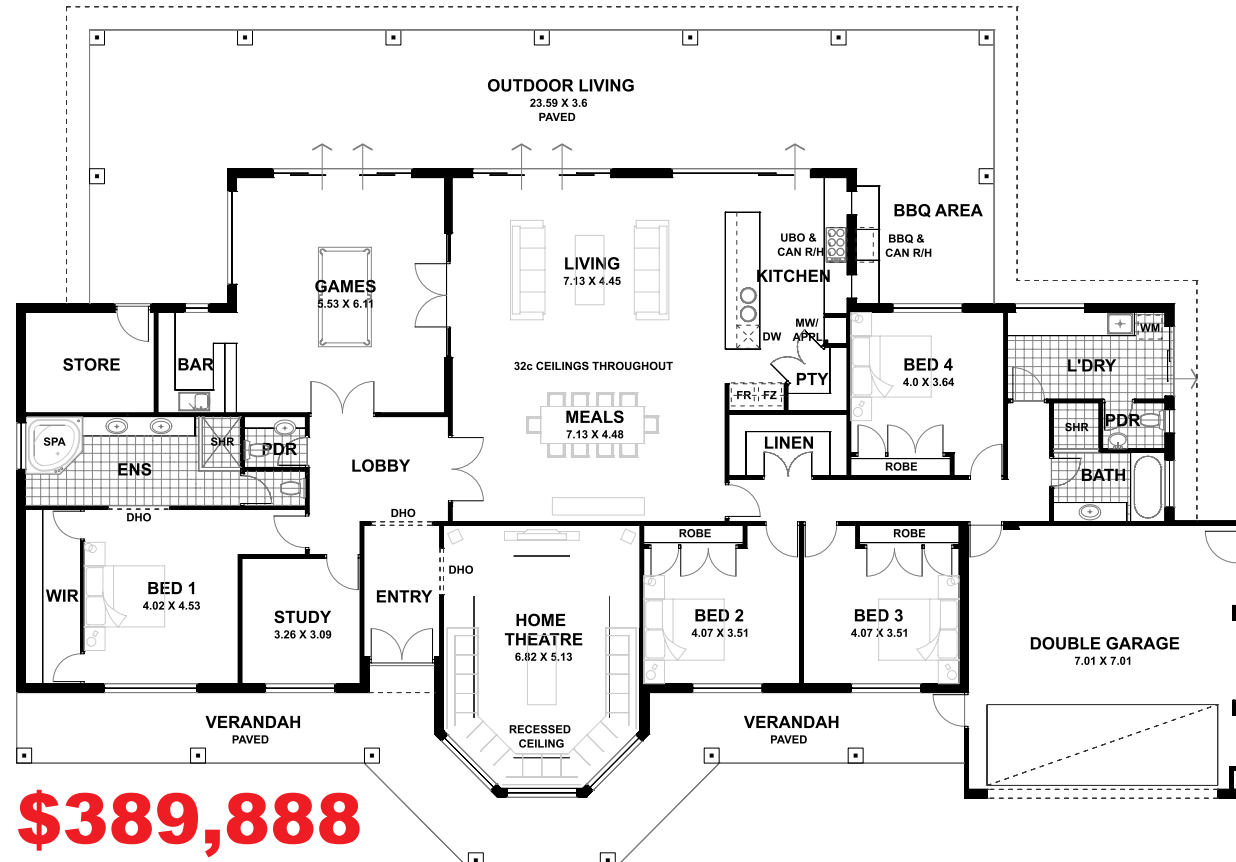 OUTDOOR LIVING
23.59 X 3.6
PAVED
BBQ AREA
BBQ &
CAN R/H
UBO &
CAN R/H
KITCHEN
LIVING
7.13 X 4.45
GAMES
5.53 X 6.11
STORE
BAR
32c CEILINGS THROUGHOUT
DW
MW/
APPL
PTY
FR
FZ
BED 4
4.0 X 3.64
WM
L'DRY
PDR
SHR
BATH
ROBE
LINEN
MEALS
7.13 X 4.48
LOBBY
SPA
SHR
PDR
ENS
DHO
DHO
DHO
WIR
BED 1
4.02 X 4.53
STUDY
3.26 X 3.09
ENTRY
HOME
THEATRE
6.82 X 5.13
RECESSED
CEILING
ROBE
BED 2
4.07 X 3.51
ROBE
BED 3
4.07 X 3.51
DOUBLE GARAGE
7.01 X 7.01
VERANDAH
PAVED
VERANDAH
PAVED
$389,888